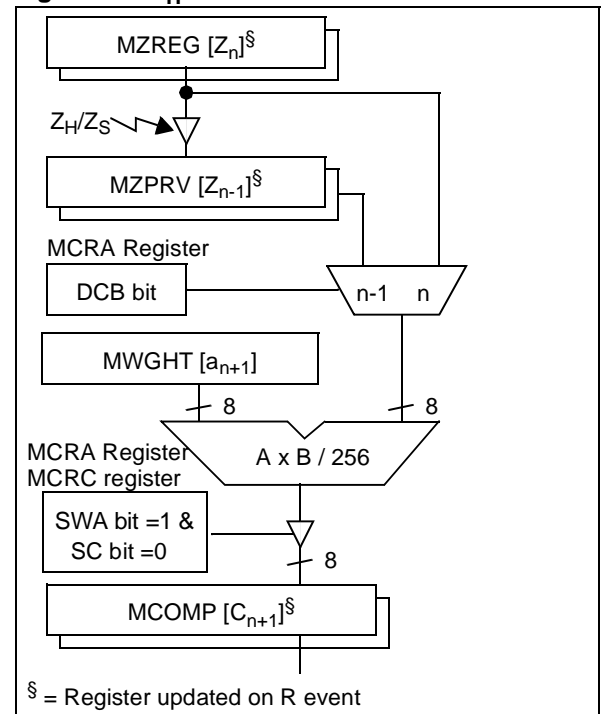 MZREG [Zn]§
ZH/ZS
MZPRV [Zn-1]§
MCRA Register
DCB bit
n-1 n
MWGHT [an+1]
8 8
MCRA Register
MCRC register
A x B / 256
SWA bit =1 &
SC bit =0
8
MCOMP [Cn+1]§
§ = Register updated on R event